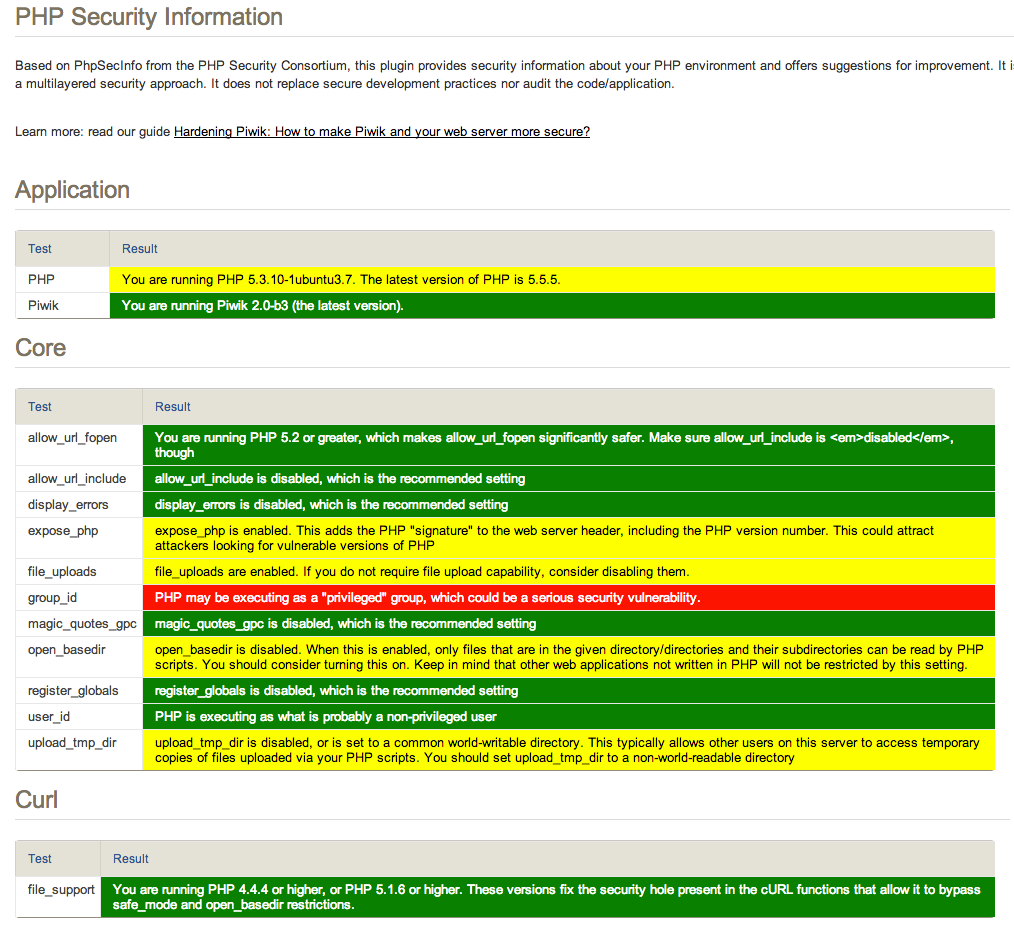 PHP Security Information
Based on PhpSecInfo from the PHP Security Consortium, this plugin provides security information about your PHP environment and offers suggestions for improvement. It is
a multilayered security approach. It does not replace secure development practices nor audit the code/application.
Learn more: read our guide Hardening Piwik: How to make Piwik and your web server more secure?
Application
Test Result
PHP You are running PHP 5.3.10-1ubuntu3.7. The latest version of PHP is 5.5.5.
Piwik You are running Piwik 2.0-b3 (the latest version).
Core
Test Result
allow_url_fopen You are running PHP 5.2 or greater, which makes allow_url_fopen significantly safer. Make sure allow_url_include is <em>disabled</em>,
though
allow_url_include allow_url_include is disabled, which is the recommended setting
display_errors display_errors is disabled, which is the recommended setting
expose_php expose_php is enabled. This adds the PHP "signature" to the web server header, including the PHP version number. This could attract
attackers looking for vulnerable versions of PHP
file_uploads file_uploads are enabled. If you do not require file upload capability, consider disabling them.
group_id PHP may be executing as a "privileged" group, which could be a serious security vulnerability.
magic_quotes_gpc magic_quotes_gpc is disabled, which is the recommended setting
open_basedir open_basedir is disabled. When this is enabled, only files that are in the given directory/directories and their subdirectories can be read by PHP
scripts. You should consider turning this on. Keep in mind that other web applications not written in PHP will not be restricted by this setting.
register_globals register_globals is disabled, which is the recommended setting
user_id PHP is executing as what is probably a non-privileged user
upload_tmp_dir upload_tmp_dir is disabled, or is set to a common world-writable directory. This typically allows other users on this server to access temporary
copies of files uploaded via your PHP scripts. You should set upload_tmp_dir to a non-world-readable directory
Curl
Test Result
file_support You are running PHP 4.4.4 or higher, or PHP 5.1.6 or higher. These versions fix the security hole present in the cURL functions that allow it to bypass
safe_mode and open_basedir restrictions.